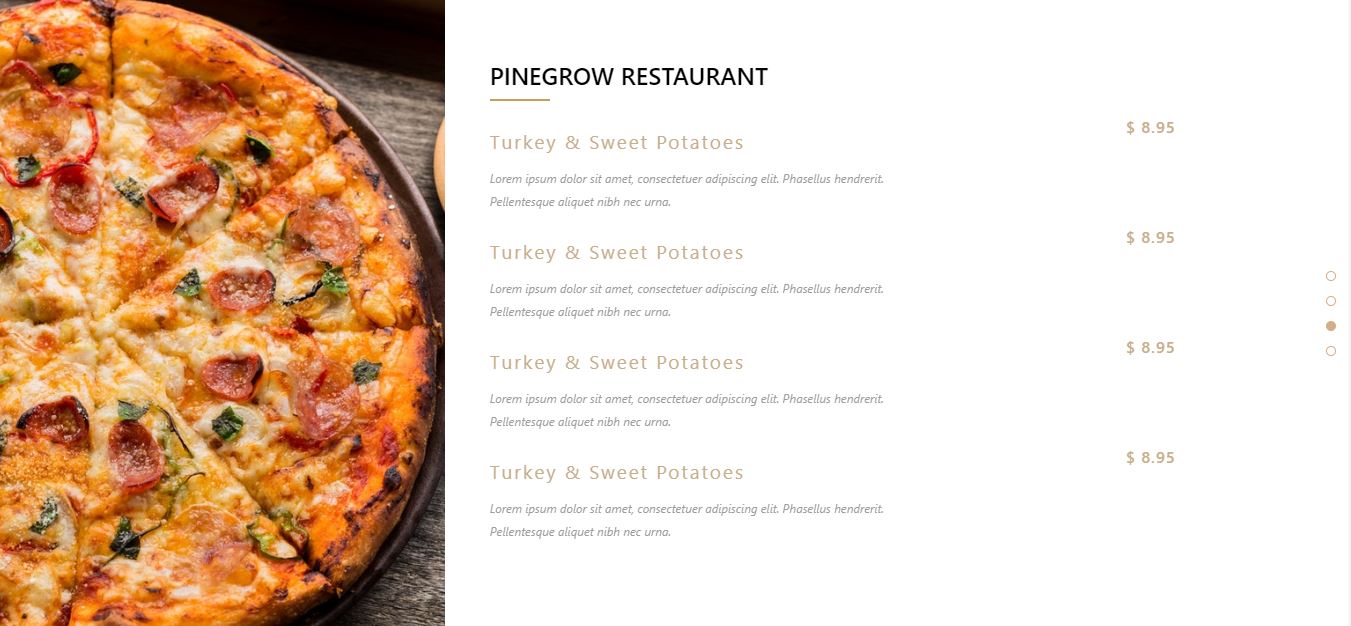 PINEGROW RESTAURANT
Turkey & Sweet Potatoes
$ 8.95
Lorem ipsum dolor sit amet, consectetuer adipiscing elit. Phasellus hendrerit.
Pellentesque aliquet nibh nec urna.
Turkey & Sweet Potatoes
$ 8.95
Lorem ipsum dolor sit amet, consectetuer adipiscing elit. Phasellus hendrerit.
Pellentesque aliquet nibh nec urna.
Turkey & Sweet Potatoes
$ 8.95
Lorem ipsum dolor sit amet, consectetuer adipiscing elit. Phasellus hendrerit.
Pellentesque aliquet nibh nec urna.
Turkey & Sweet Potatoes
$ 8.95
Lorem ipsum dolor sit amet, consectetuer adipiscing elit. Phasellus hendrerit.
Pellentesque aliquet nibh nec urna.